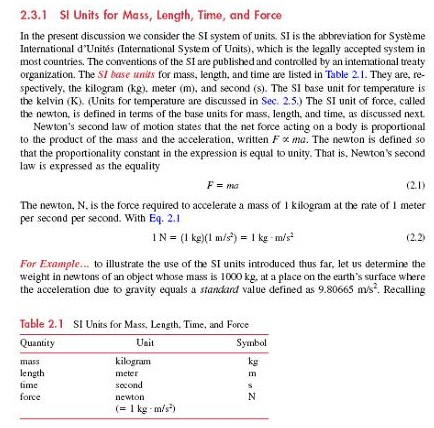 2.3.1 SI Units for Mass, Length, Time, and Force
In the present discussion we consider the SI system of units. SI is the abbreviation for Système
International d'Unités (International System of Units), which is the legally accepted system in
most countries. The conventions of the SI are published and controlled by an international treaty
organization. The SI base units for mass, length, and time are listed in Table 2.1. They are, re-
spectively, the kilogram (kg), meter (m), and second (s). The SI base unit for temperature is
the kelvin (K). (Units for temperature are discussed in Sec. 2.5.) The SI unit of force, called
the newton, is defined in terms of the base units for mass, length, and time, as discussed next.
Newton's second law of motion states that the net force acting on a body is proportional
to the product of the mass and the acceleration, written F ∝ ma. The newton is defined so
that the proportionality constant in the expression is equal to unity. That is, Newton's second
law is expressed as the equality
F = ma (2.1)
The newton, N, is the force required to accelerate a mass of 1 kilogram at the rate of 1 meter
per second per second. With Eq. 2.1
1 N = (1 kg)(1 m/s²) = 1 kg · m/s² (2.2)
For Example... to illustrate the use of the SI units introduced thus far, let us determine the
weight in newtons of an object whose mass is 1000 kg, at a place on the earth's surface where
the acceleration due to gravity equals a standard value defined as 9.80665 m/s². Recalling
Table 2.1 SI Units for Mass, Length, Time, and Force
Quantity Unit Symbol
mass kilogram kg
length meter m
time second s
force newton N
(= 1 kg · m/s²)